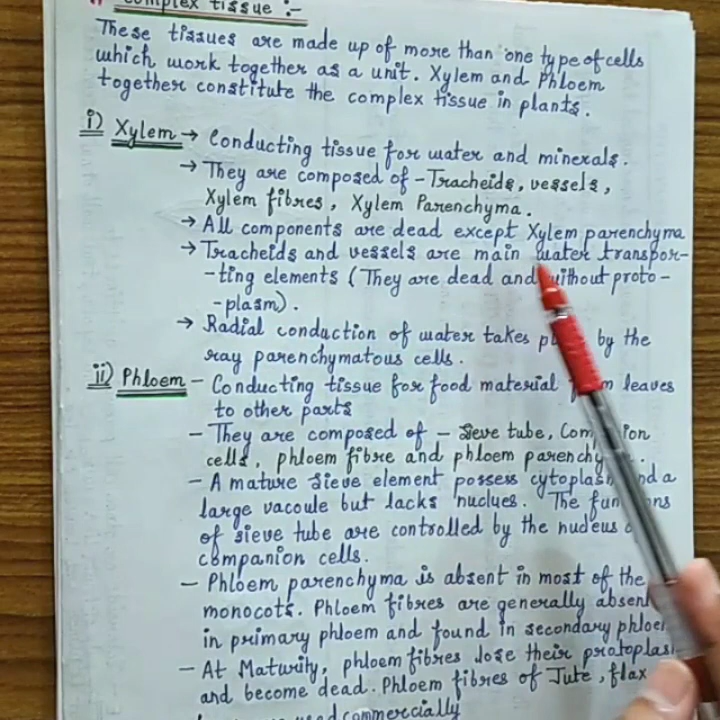 Complex tissue :-
These tissues are made up of more than one type of cells
which work together as a unit. Xylem and Phloem
together constitute the complex tissue in plants.
i) Xylem → Conducting tissue for water and minerals.
→ They are composed of - Tracheids, vessels,
Xylem fibres, Xylem Parenchyma.
→ All components are dead except Xylem parenchyma
→ Tracheids and vessels are main water transpor-
-ting elements (They are dead and without proto-
-plasm).
→ Radial conduction of water takes by the
ray parenchymatous cells.
ii) Phloem - Conducting tissue for food material leaves
to other parts
- They are composed of - Sieve tube,
cells, phloem fibre and phloem
- A mature Sieve element possess a
large vacoule but lacks nuclues. The
of sieve tube are controlled by the nucleus
companion cells.
- Phloem parenchyma is absent in most of the
monocots. Phloem fibres are generally absent
in primary phloem and found in secondary
- At Maturity, phloem fibres lose their
and become dead. Phloem fibres of Jute, flax
commercially